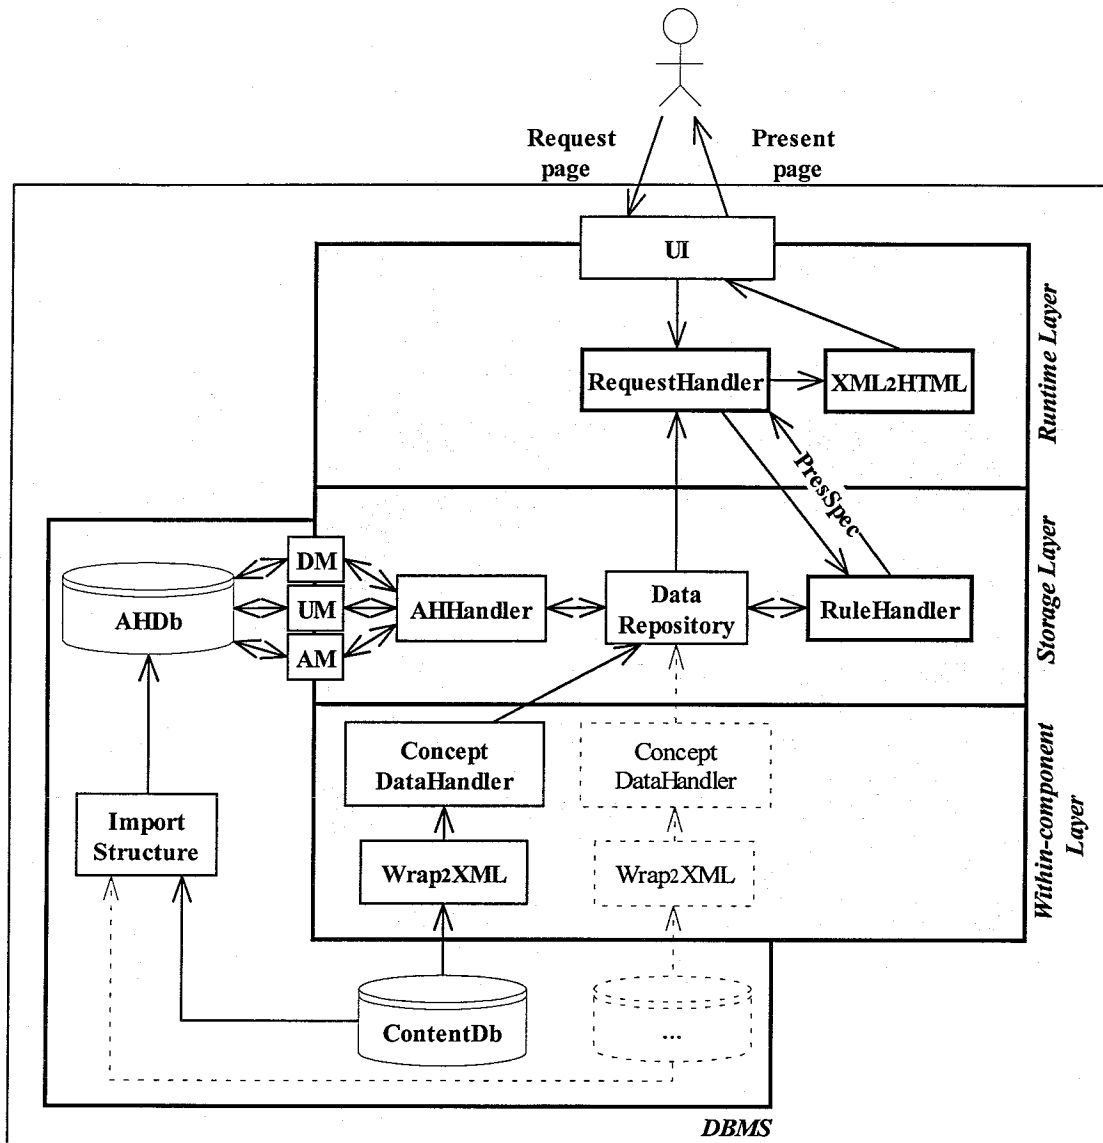 Request
page
Present
page
UI
RequestHandler
XML2HTML
PresSpec
Runtime Layer
DM
UM
AM
AHDb
AHHandler
Data
Repository
RuleHandler
Storage Layer
Concept
DataHandler
Concept
DataHandler
Import
Structure
Wrap2XML
Wrap2XML
Within-component
Layer
ContentDb
...
DBMS